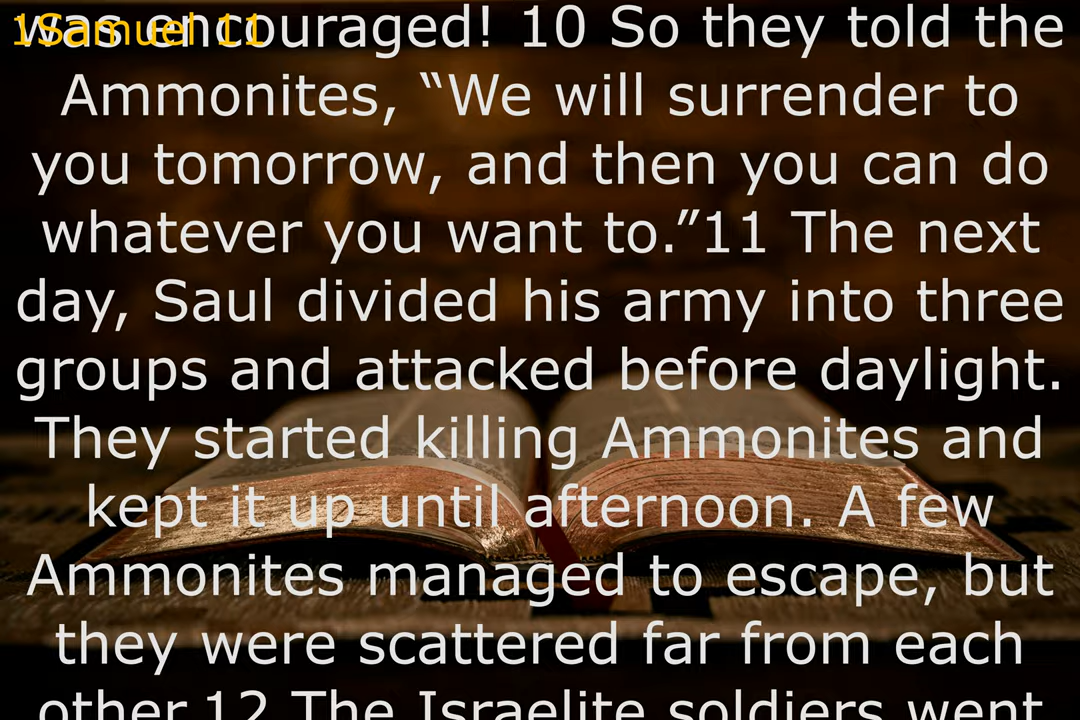 1Samuel 11
was encouraged! 10 So they told the
Ammonites, “We will surrender to
you tomorrow, and then you can do
whatever you want to.”11 The next
day, Saul divided his army into three
groups and attacked before daylight.
They started killing Ammonites and
kept it up until afternoon. A few
Ammonites managed to escape, but
they were scattered far from each
other.12 The Israelite soldiers went